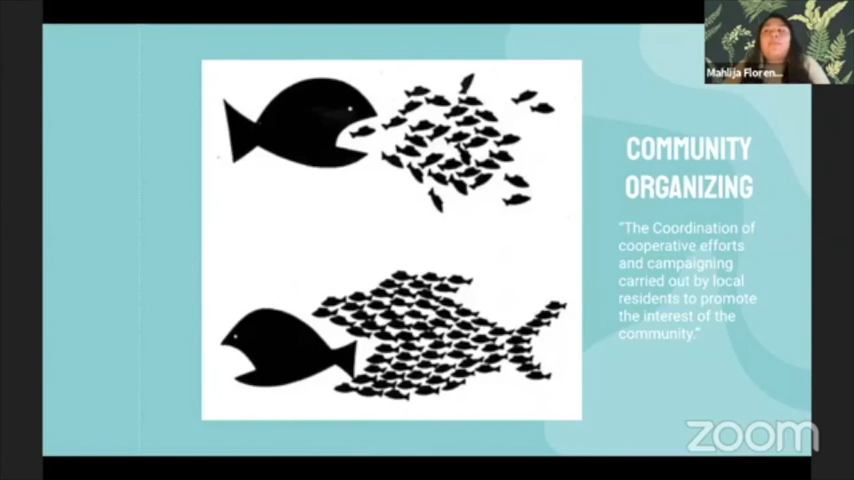 Mahlija Floren...
COMMUNITY
ORGANIZING
“The Coordination of
cooperative efforts
and campaigning
carried out by local
residents to promote
the interest of the
community.”
zoom